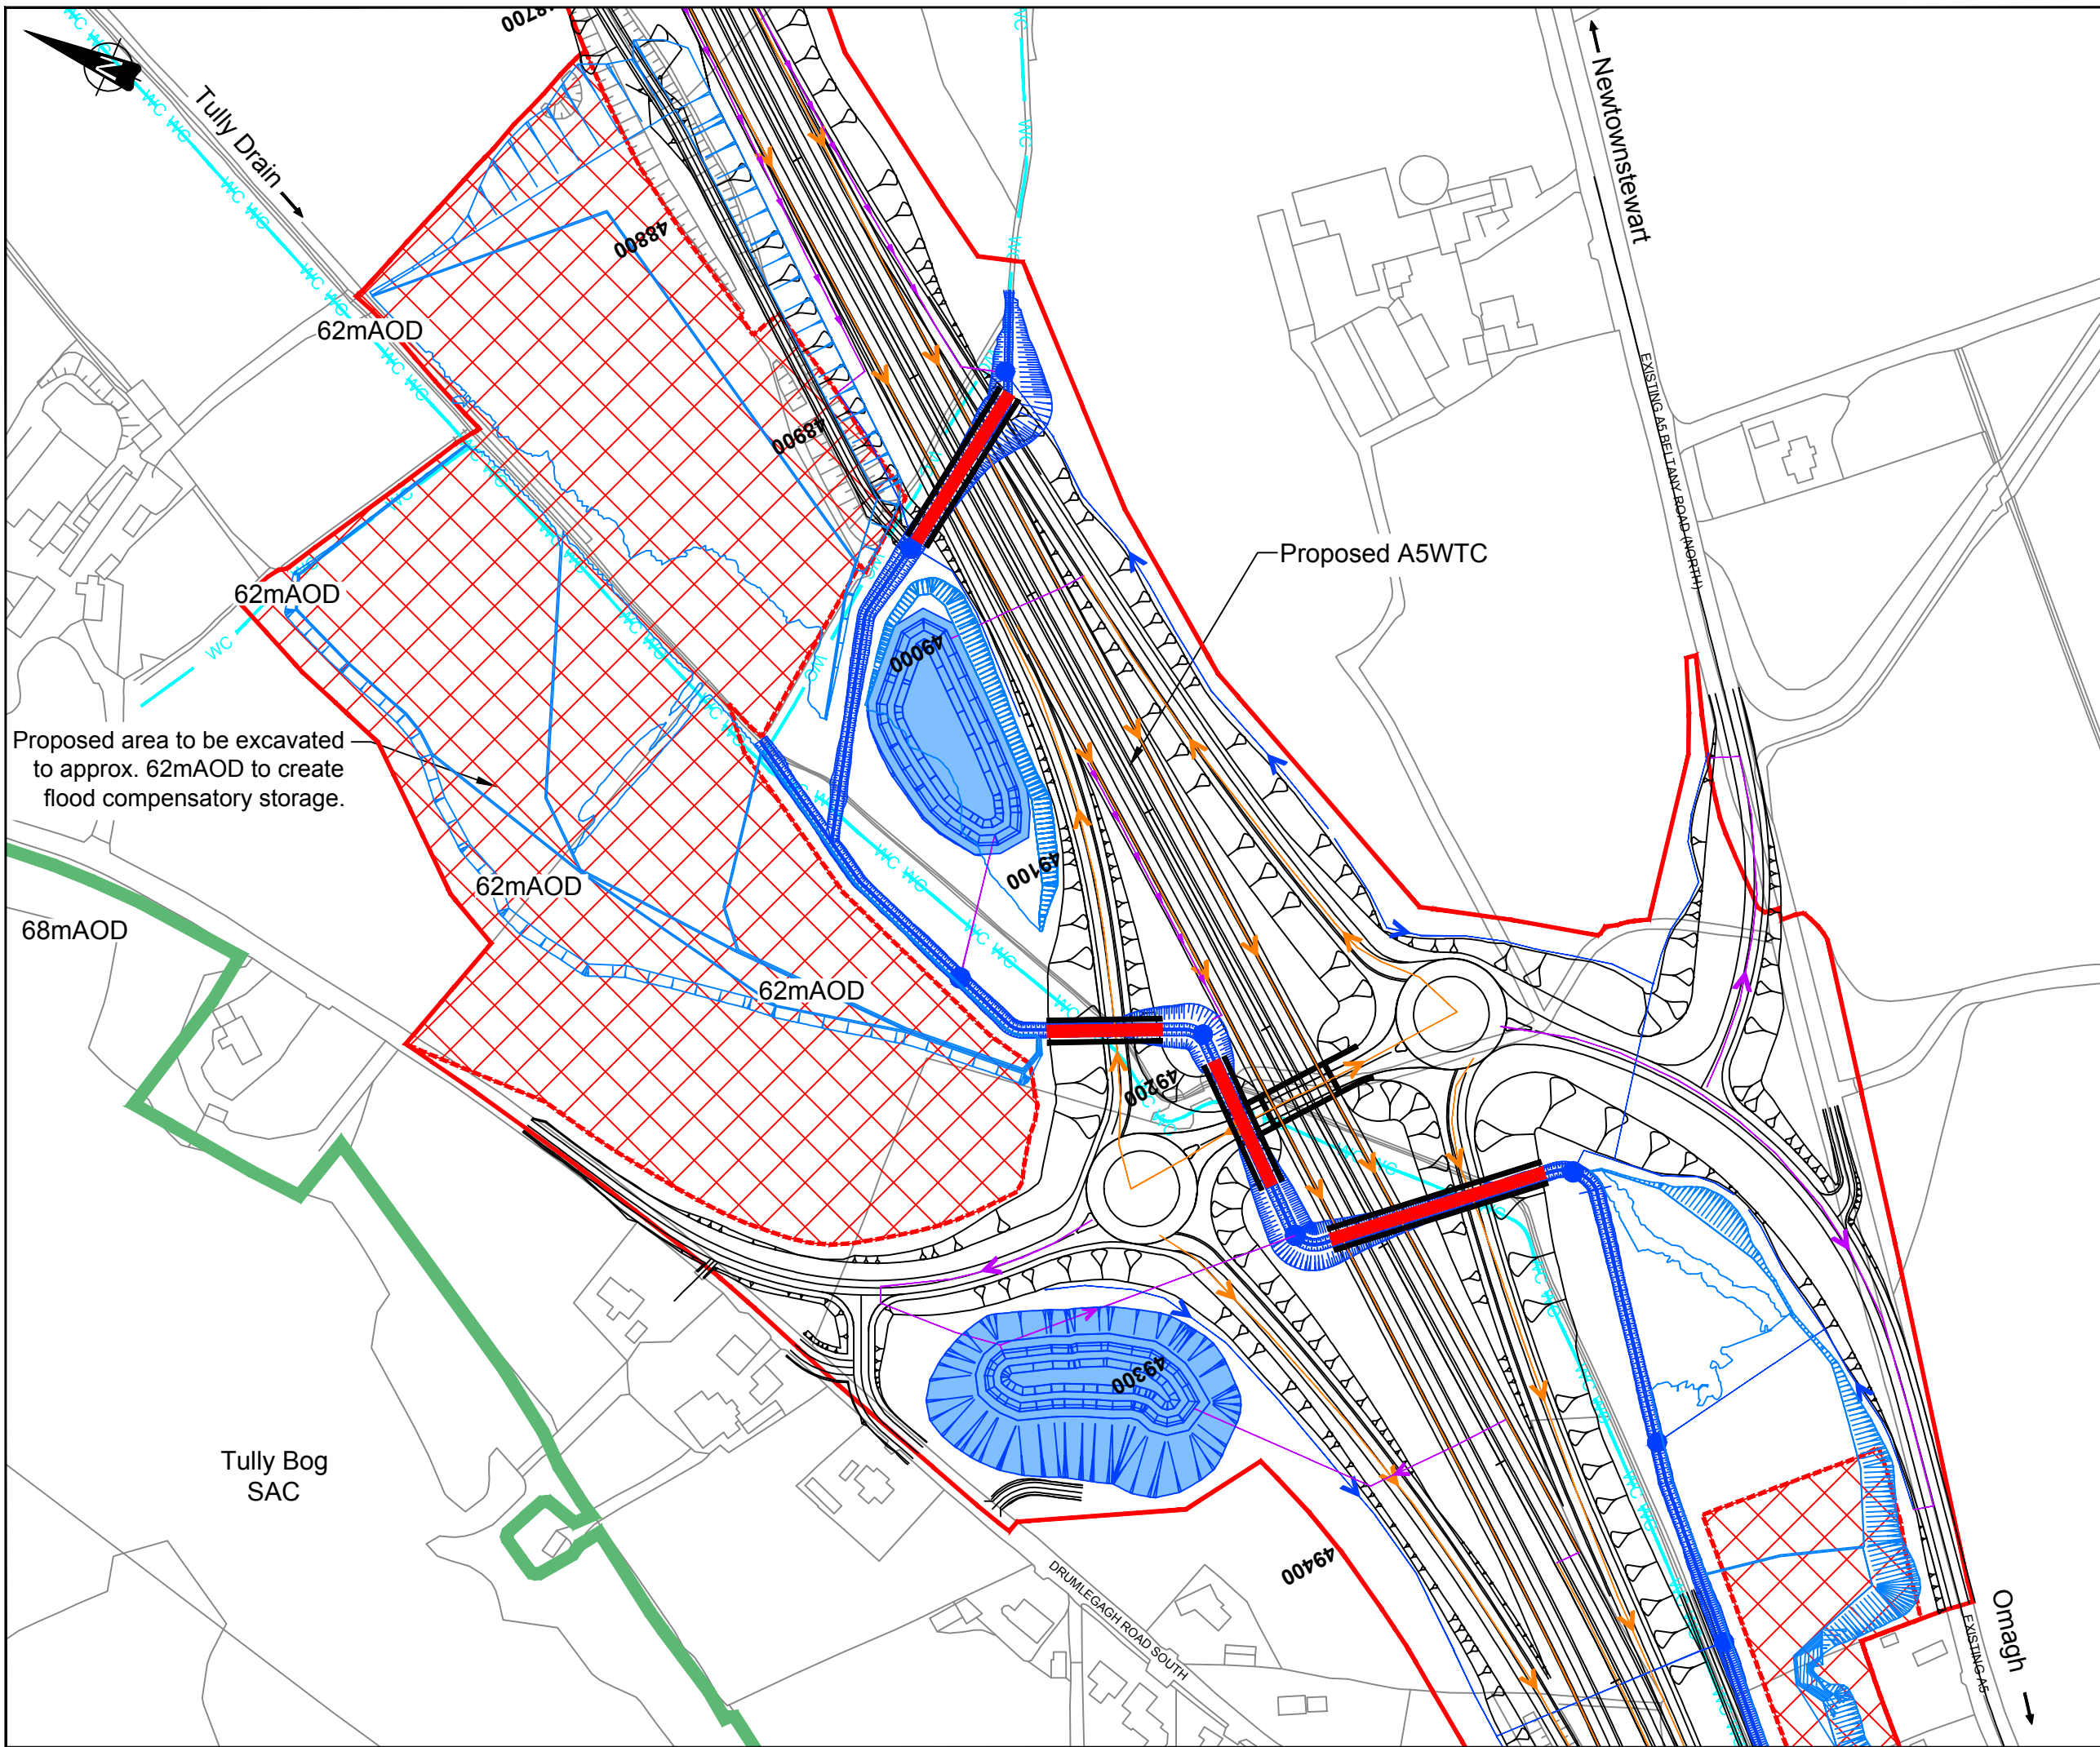 48700
N
Tully Drain
Newtownstewart
48800
62mAOD
EXISTING A5 BELTANY ROAD (NORTH)
48900
Proposed A5WTC
62mAOD
49000
WC
Proposed area to be excavated
to approx. 62mAOD to create
flood compensatory storage.
49100
62mAOD
68mAOD
62mAOD
49200
49300
Tully Bog
SAC
49400
DRUMLEGAGH ROAD SOUTH
Omagh
EXISTING A5